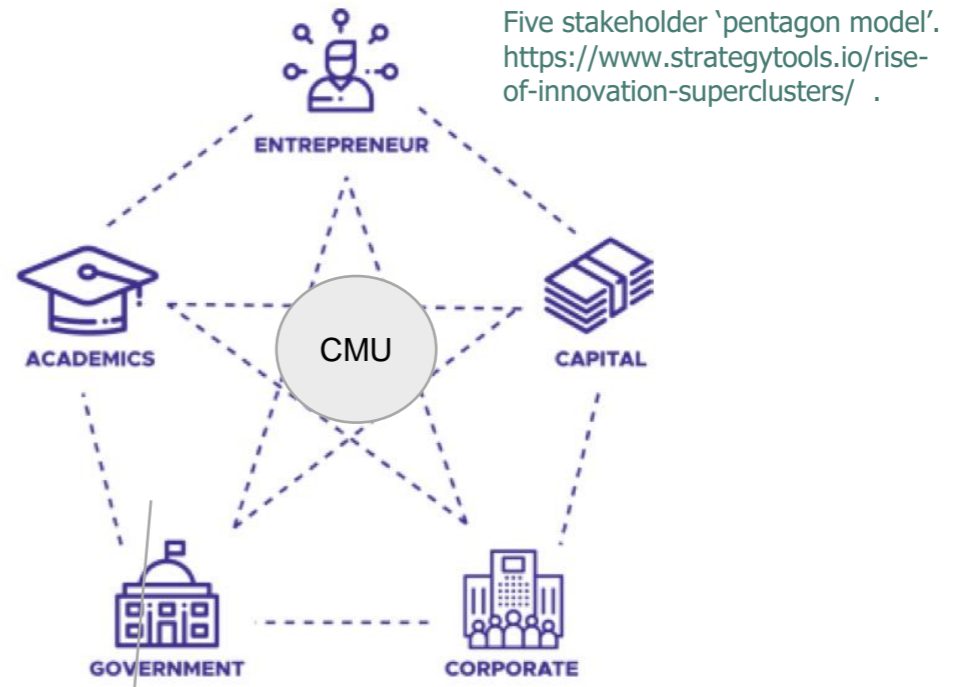 Five stakeholder ‘pentagon model’.
https://www.strategytools.io/rise-
of-innovation-superclusters/ .
ENTREPRENEUR
ACADEMICS
CMU
CAPITAL
GOVERNMENT
CORPORATE